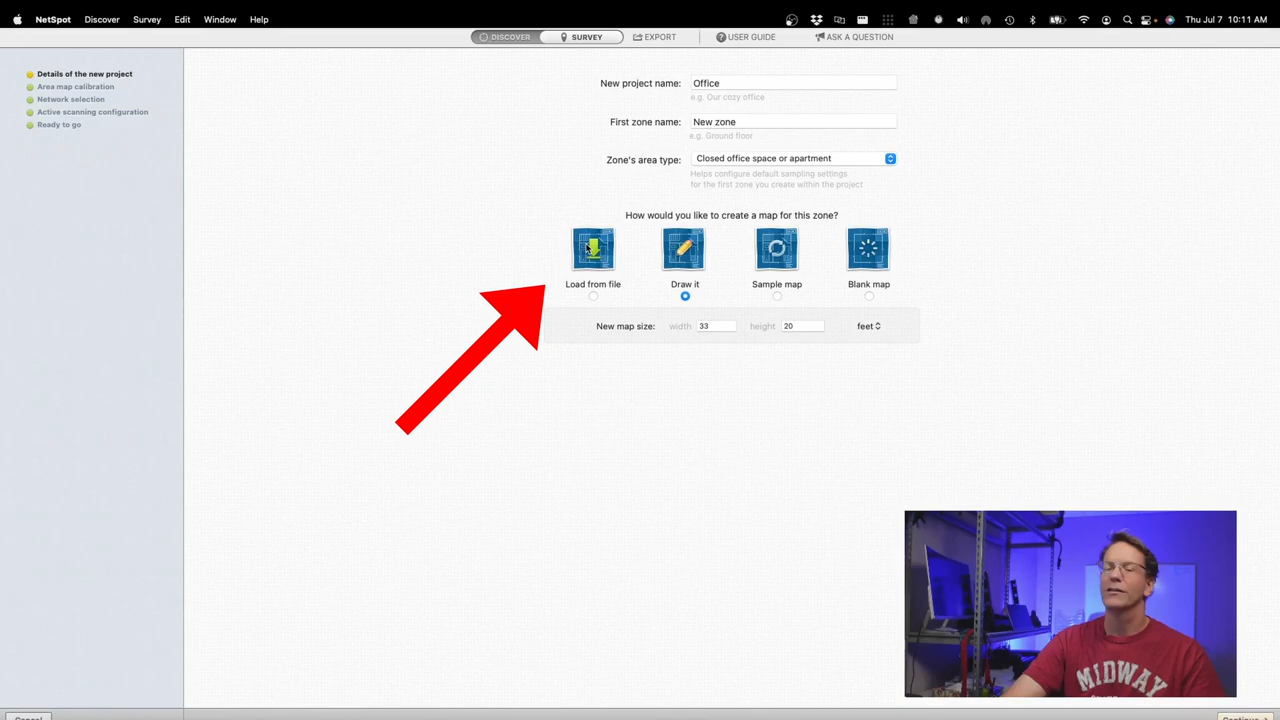 NetSpot Discover Survey Edit Window Help Thu Jul 7 10:11 AM
DISCOVER SURVEY EXPORT USER GUIDE ASK A QUESTION
Details of the new project
Area map calibration
Network selection
Active scanning configuration
Ready to go
New project name: Office
e.g. Our cozy office
First zone name: New zone
e.g. Ground floor
Zone's area type: Closed office space or apartment
Helps configure default sampling settings
for the first zone you create within the project
How would you like to create a map for this zone?
Load from file Draw it Sample map Blank map
New map size: width 33 height 20 feet
MIDWAY
Cancel Continue